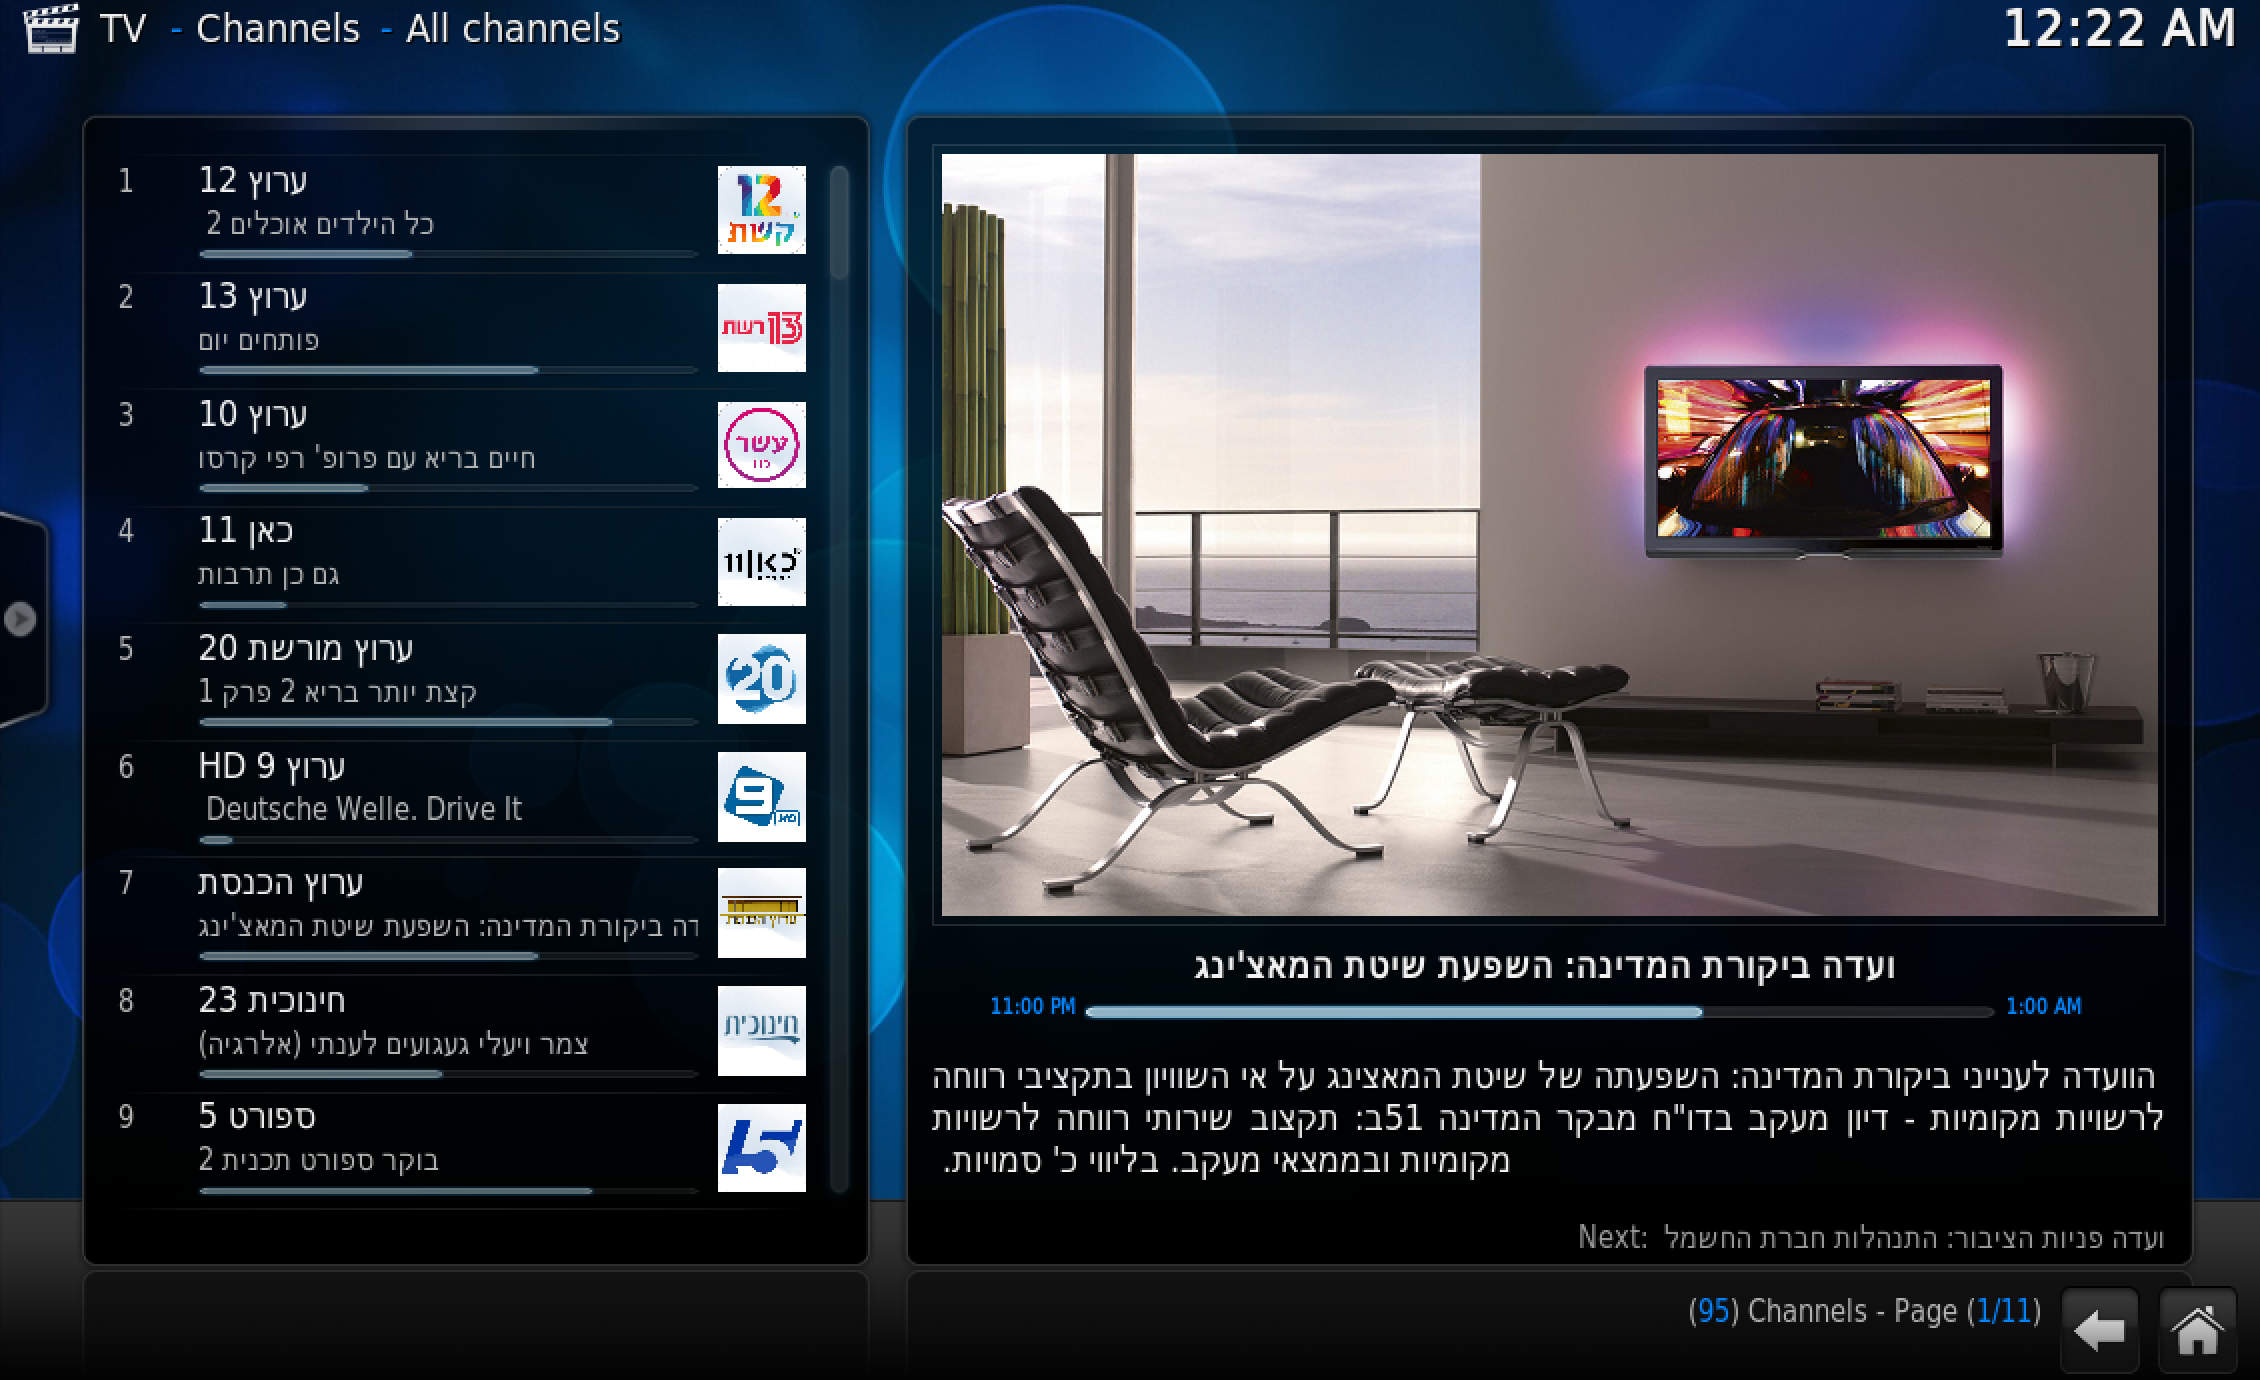 TV - Channels - All channels
12:22 AM
1
ערוץ 12
כל הילדים אוכלים 2
12
קשת
2
ערוץ 13
פותחים יום
13 רשת
3
ערוץ 10
חיים בריא עם פרופ' רפי קרסו
עשר
4
כאן 11
גם כן תרבות
כאן 11
5
ערוץ מורשת 20
קצת יותר בריא 2 פרק 1
20
6
ערוץ 9 HD
Deutsche Welle. Drive It
9
7
ערוץ הכנסת
דה ביקורת המדינה: השפעת שיטת המאצ'ינג
ערוץ הכנסת
8
חינוכית 23
צמר ויעלי געגועים לענתי (אלרגיה)
חינוכית
9
ספורט 5
בוקר ספורט תכנית 2
5
ועדה ביקורת המדינה: השפעת שיטת המאצ'ינג
11:00 PM
1:00 AM
הוועדה לענייני ביקורת המדינה: השפעתה של שיטת המאצינג על אי השוויון בתקציבי רווחה
לרשויות מקומיות - דיון מעקב בדו"ח מבקר המדינה 51ב: תקצוב שירותי רווחה לרשויות
מקומיות ובממצאי מעקב. בליווי כ' סמויות.
Next: ועדה פניות הציבור: התנהלות חברת החשמל
(95) Channels - Page (1/11)